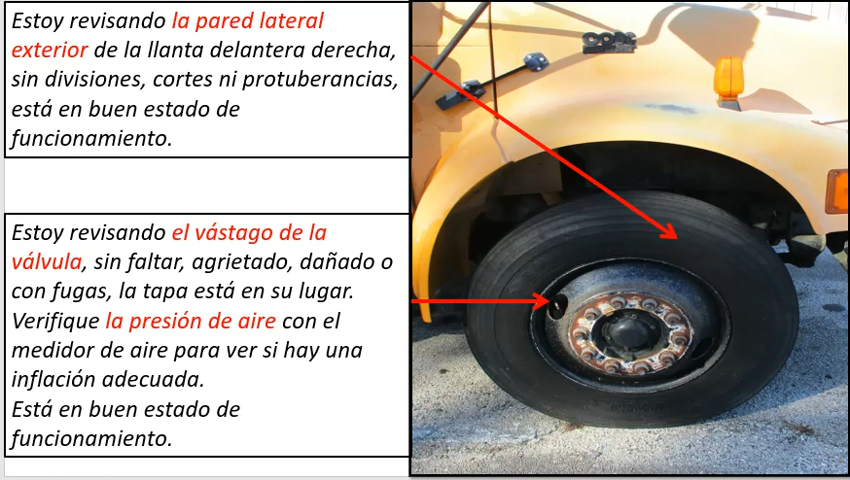 Estoy revisando la pared lateral
exterior de la llanta delantera derecha,
sin divisiones, cortes ni protuberancias,
está en buen estado de
funcionamiento.
Estoy revisando el vástago de la
válvula, sin faltar, agrietado, dañado o
con fugas, la tapa está en su lugar.
Verifique la presión de aire con el
medidor de aire para ver si hay una
inflación adecuada.
Está en buen estado de
funcionamiento.